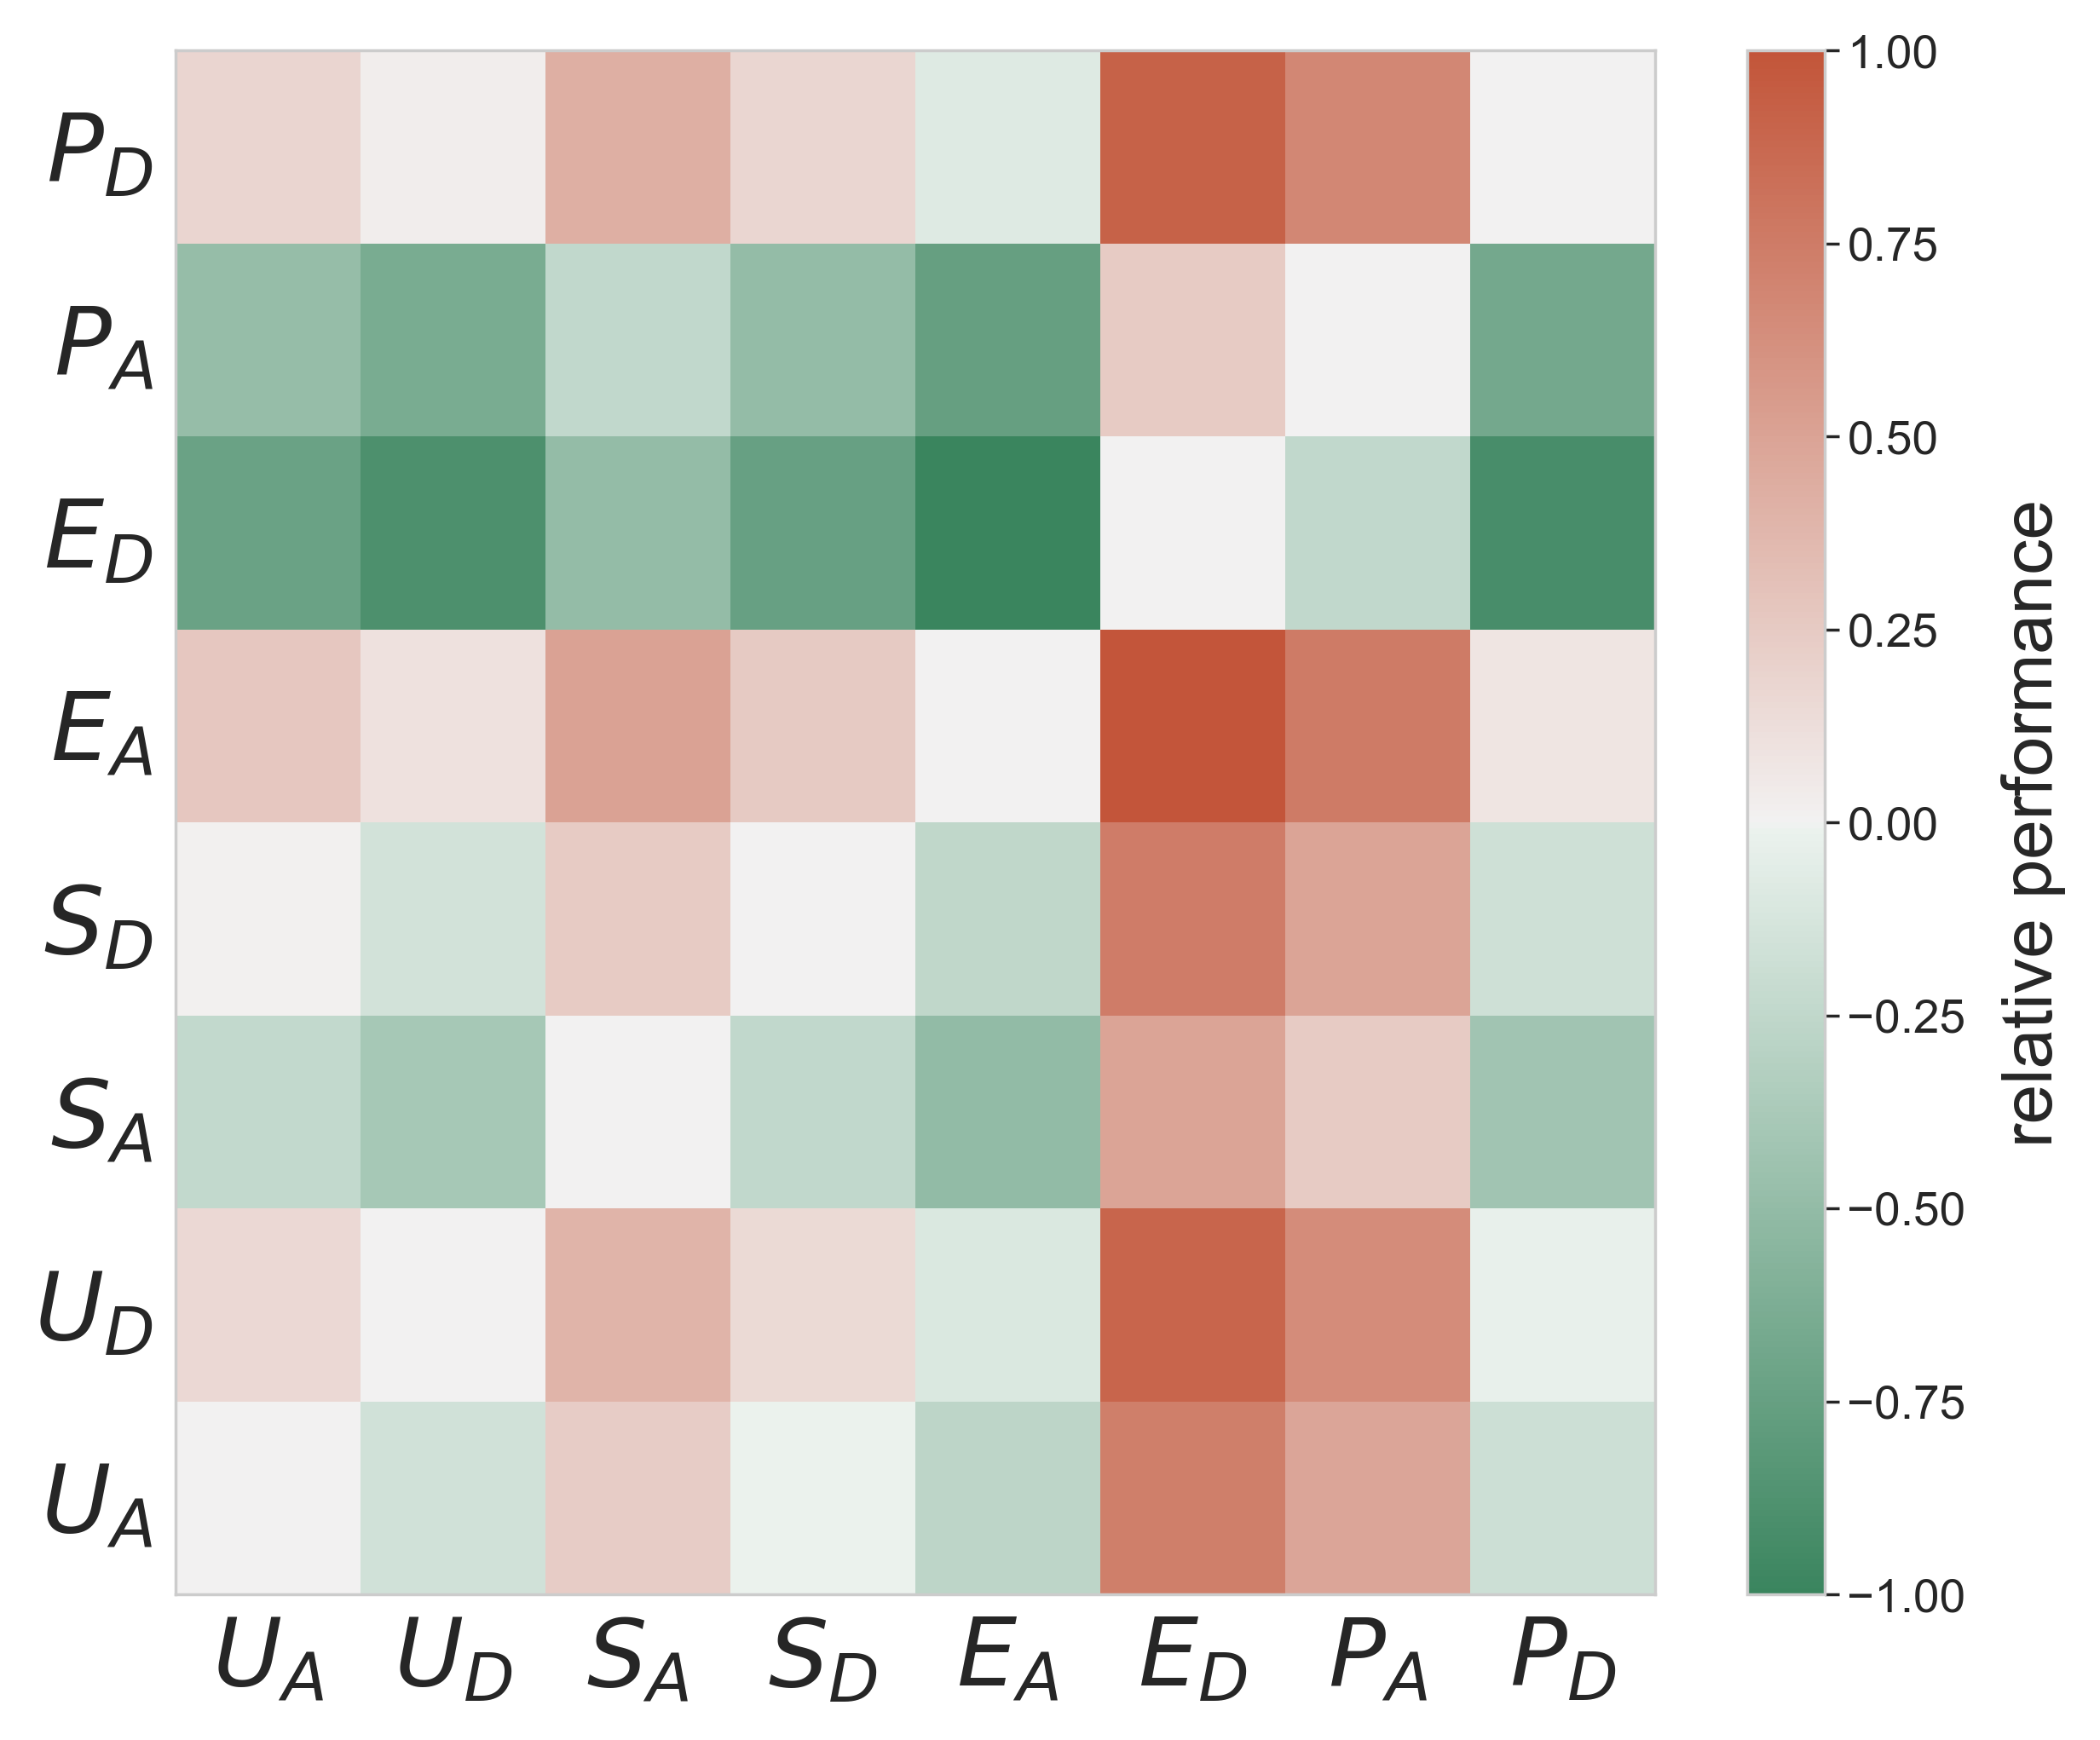 P_D
P_A
E_D
E_A
S_D
S_A
U_D
U_A
U_A U_D S_A S_D E_A E_D P_A P_D
1.00
0.75
0.50
0.25
0.00
−0.25
−0.50
−0.75
−1.00
relative performance